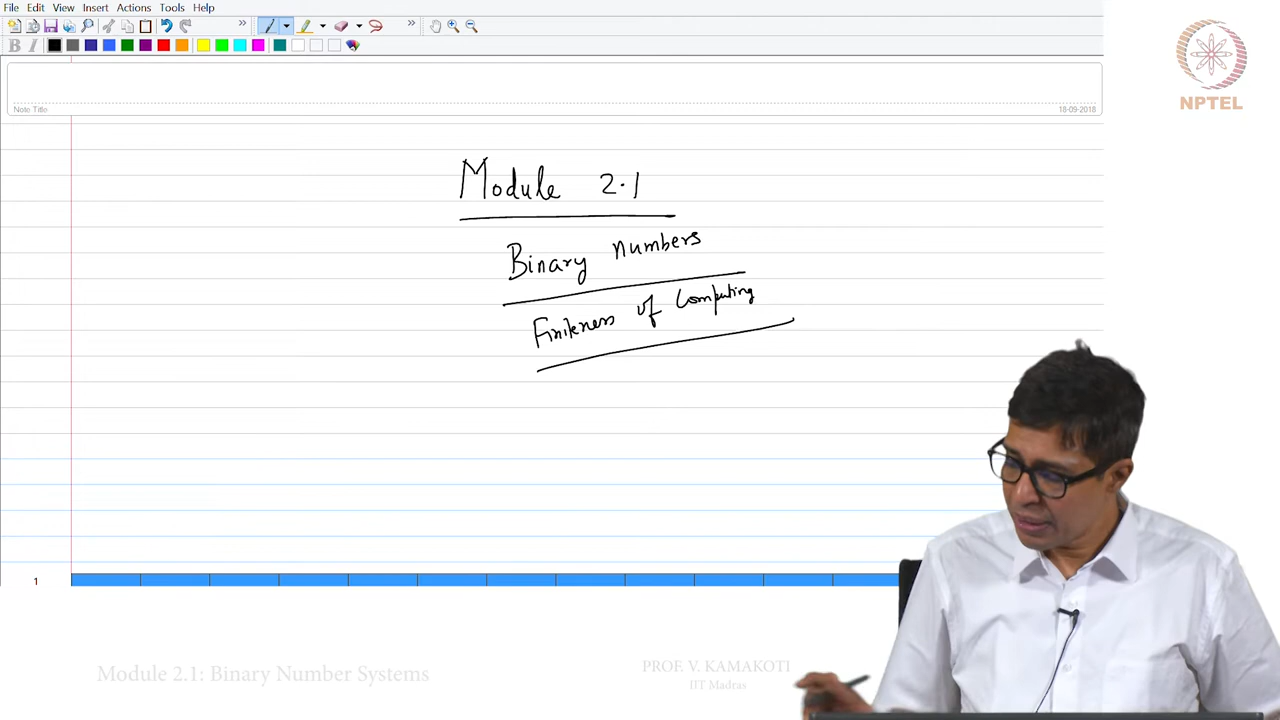 File Edit View Insert Actions Tools Help
B I
Note Title
18-09-2018
NPTEL
Module 2.1
Binary Numbers
Finiteness of Computing
1
Module 2.1: Binary Number Systems
PROF. V. KAMAKOTI
IIT Madras